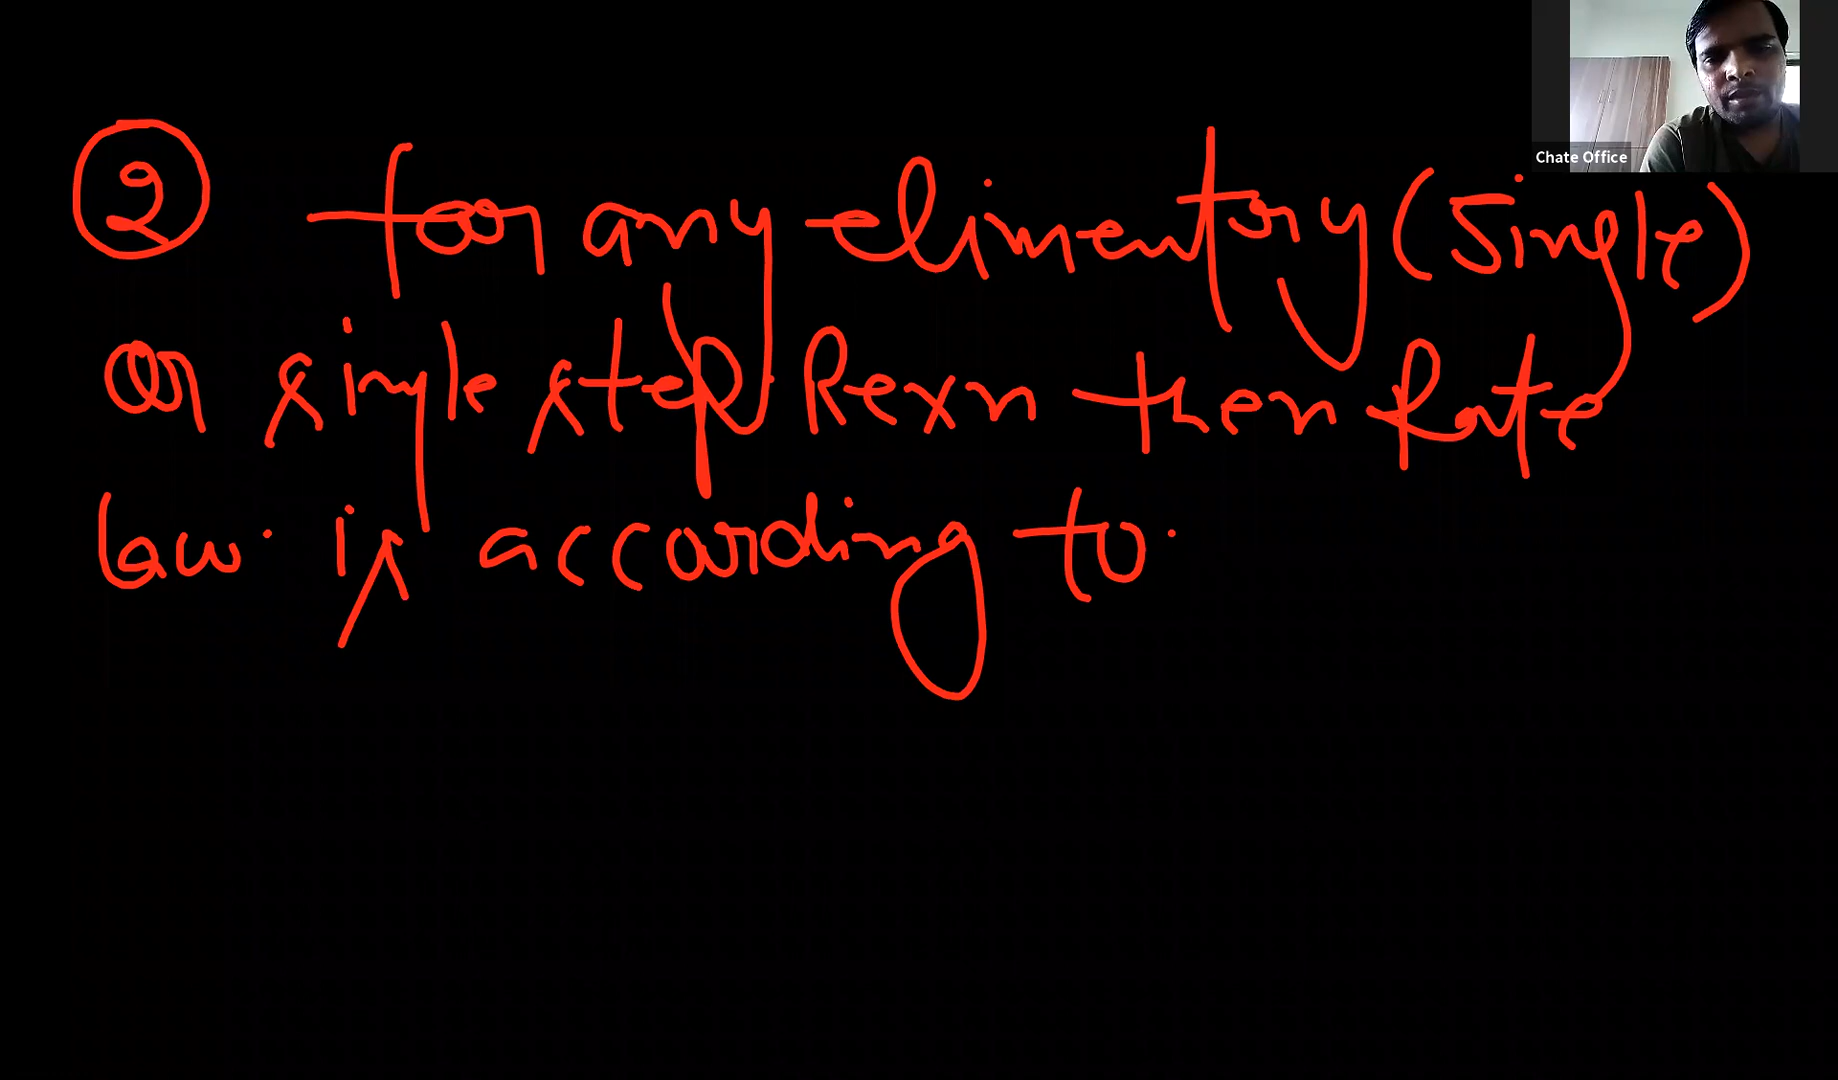 Chate Office
② for any elimentory (Single)
or single step Rexn then Rate
law is according to